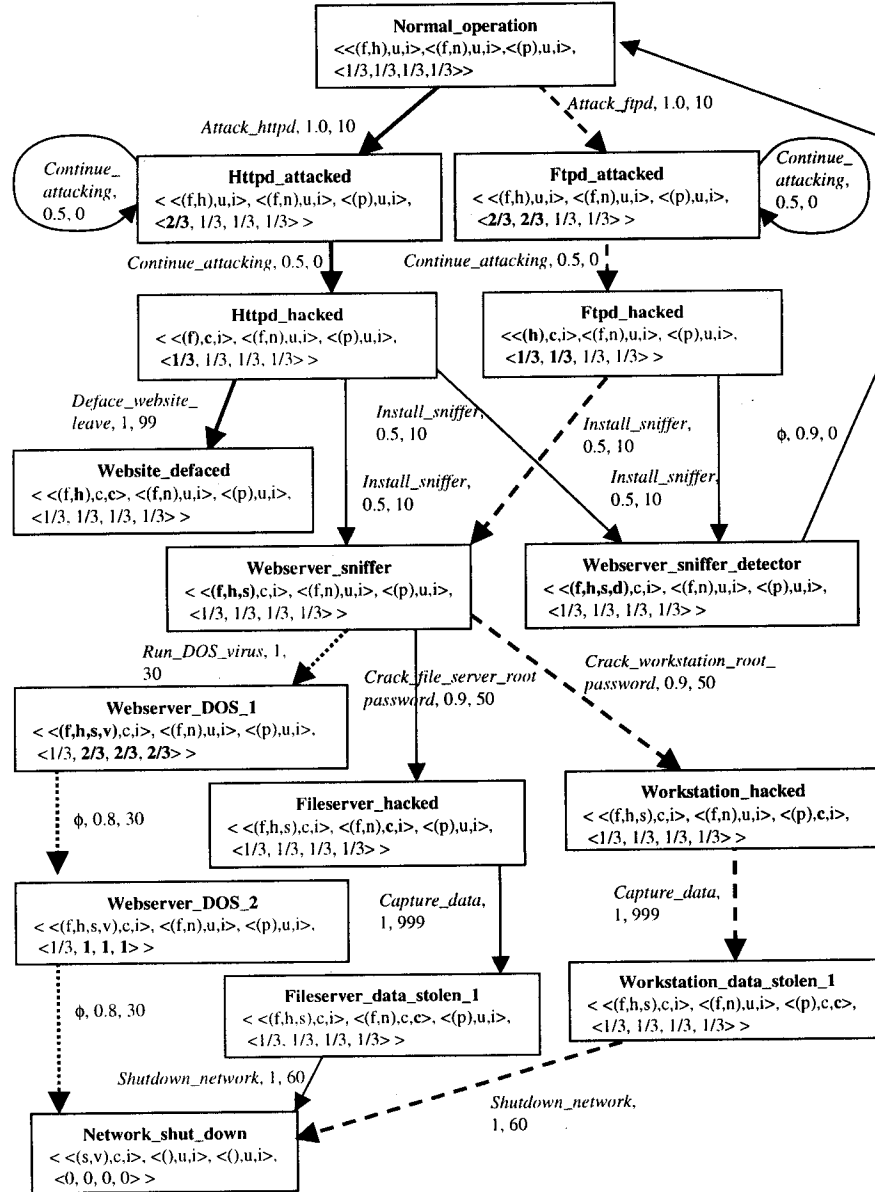 Normal_operation
<<(f,h),u,i>,<(f,n),u,i>,<(p),u,i>,
<1/3,1/3,1/3,1/3>>
Attack_httpd, 1.0, 10
Attack_ftpd, 1.0, 10
Continue_
attacking,
0.5, 0
Httpd_attacked
< <(f,h),u,i>, <(f,n),u,i>, <(p),u,i>,
<2/3, 1/3, 1/3, 1/3> >
Ftpd_attacked
< <(f,h),u,i>, <(f,n),u,i>, <(p),u,i>,
<2/3, 2/3, 1/3, 1/3> >
Continue_
attacking,
0.5, 0
Continue_attacking, 0.5, 0
Continue_attacking, 0.5, 0
Httpd_hacked
< <(f),c,i>, <(f,n),u,i>, <(p),u,i>,
<1/3, 1/3, 1/3, 1/3> >
Ftpd_hacked
<<(h),c,i>,<(f,n),u,i>, <(p),u,i>,
<1/3, 1/3, 1/3, 1/3> >
Deface_website_
leave, 1, 99
Install_sniffer,
0.5, 10
Install_sniffer,
0.5, 10
ϕ, 0.9, 0
Website_defaced
< <(f,h),c,c>, <(f,n),u,i>, <(p),u,i>,
<1/3, 1/3, 1/3, 1/3> >
Install_sniffer,
0.5, 10
Install_sniffer,
0.5, 10
Webserver_sniffer
< <(f,h,s),c,i>, <(f,n),u,i>, <(p),u,i>,
<1/3, 1/3, 1/3, 1/3> >
Webserver_sniffer_detector
< <(f,h,s,d),c,i>, <(f,n),u,i>, <(p),u,i>,
<1/3, 1/3, 1/3, 1/3> >
Run_DOS_virus, 1,
30
Crack_file_server_root
password, 0.9, 50
Crack_workstation_root_
password, 0.9, 50
Webserver_DOS_1
< <(f,h,s,v),c,i>, <(f,n),u,i>, <(p),u,i>,
<1/3, 2/3, 2/3, 2/3> >
ϕ, 0.8, 30
Fileserver_hacked
< <(f,h,s),c,i>, <(f,n),c,i>, <(p),u,i>,
<1/3, 1/3, 1/3, 1/3> >
Workstation_hacked
< <(f,h,s),c,i>, <(f,n),u,i>, <(p),c,i>,
<1/3, 1/3, 1/3, 1/3> >
Webserver_DOS_2
< <(f,h,s,v),c,i>, <(f,n),u,i>, <(p),u,i>,
<1/3, 1, 1, 1> >
Capture_data,
1, 999
Capture_data,
1, 999
ϕ, 0.8, 30
Fileserver_data_stolen_1
< <(f,h,s),c,i>, <(f,n),c,c>, <(p),u,i>,
<1/3, 1/3, 1/3, 1/3> >
Workstation_data_stolen_1
< <(f,h,s),c,i>, <(f,n),u,i>, <(p),c,c>,
<1/3, 1/3, 1/3, 1/3> >
Shutdown_network, 1, 60
Shutdown_network,
1, 60
Network_shut_down
< <(s,v),c,i>, <(),u,i>, <(),u,i>,
<0, 0, 0, 0> >